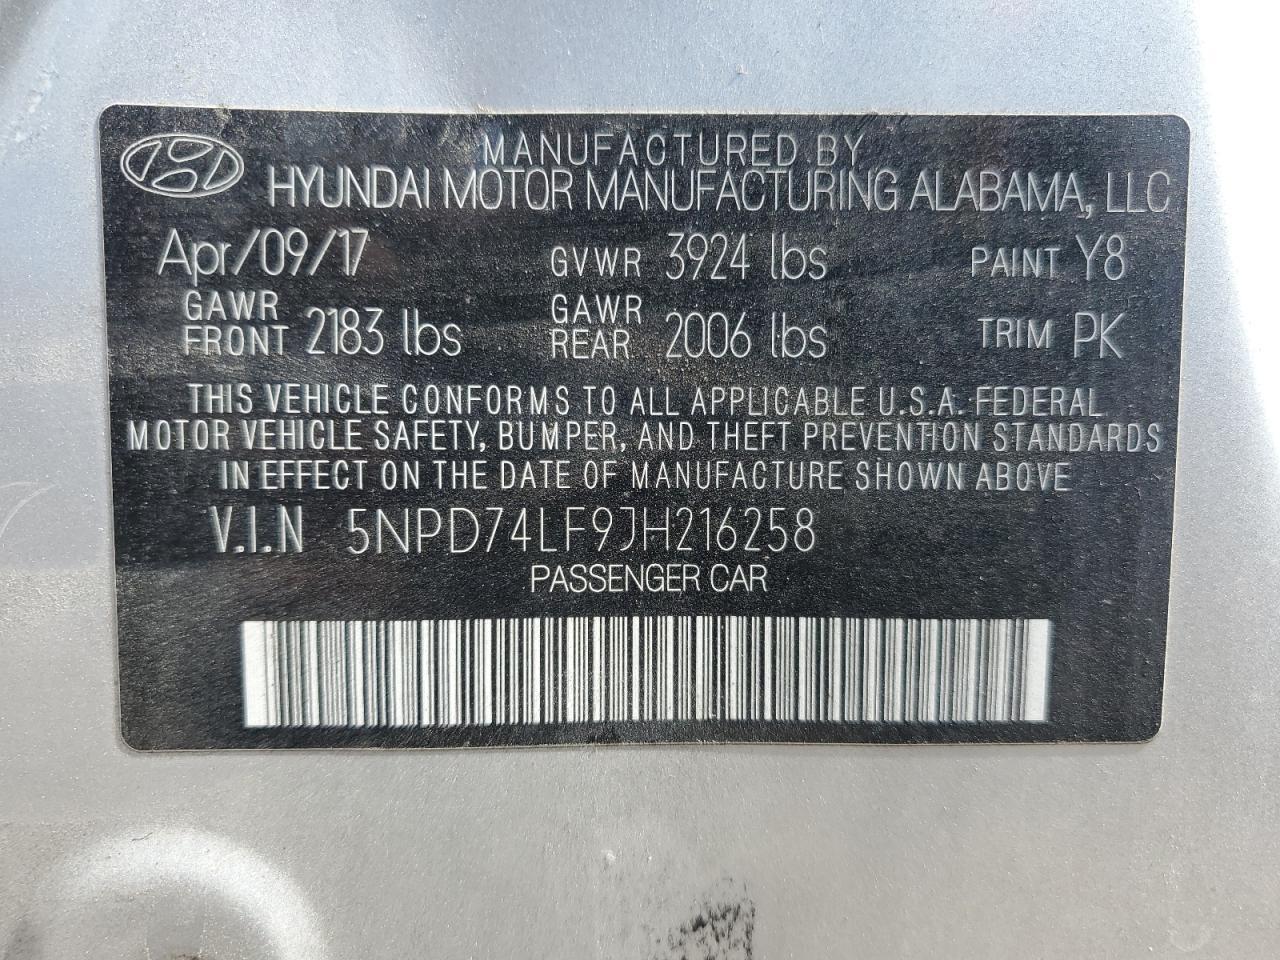 MANUFACTURED BY
HYUNDAI MOTOR MANUFACTURING ALABAMA, LLC
Apr/09/17 GVWR 3924 lbs PAINT Y8
GAWR FRONT 2183 lbs GAWR REAR 2006 lbs TRIM PK
THIS VEHICLE CONFORMS TO ALL APPLICABLE U.S.A. FEDERAL
MOTOR VEHICLE SAFETY, BUMPER, AND THEFT PREVENTION STANDARDS
IN EFFECT ON THE DATE OF MANUFACTURE SHOWN ABOVE
V.I.N 5NPD74LF9JH216258
PASSENGER CAR